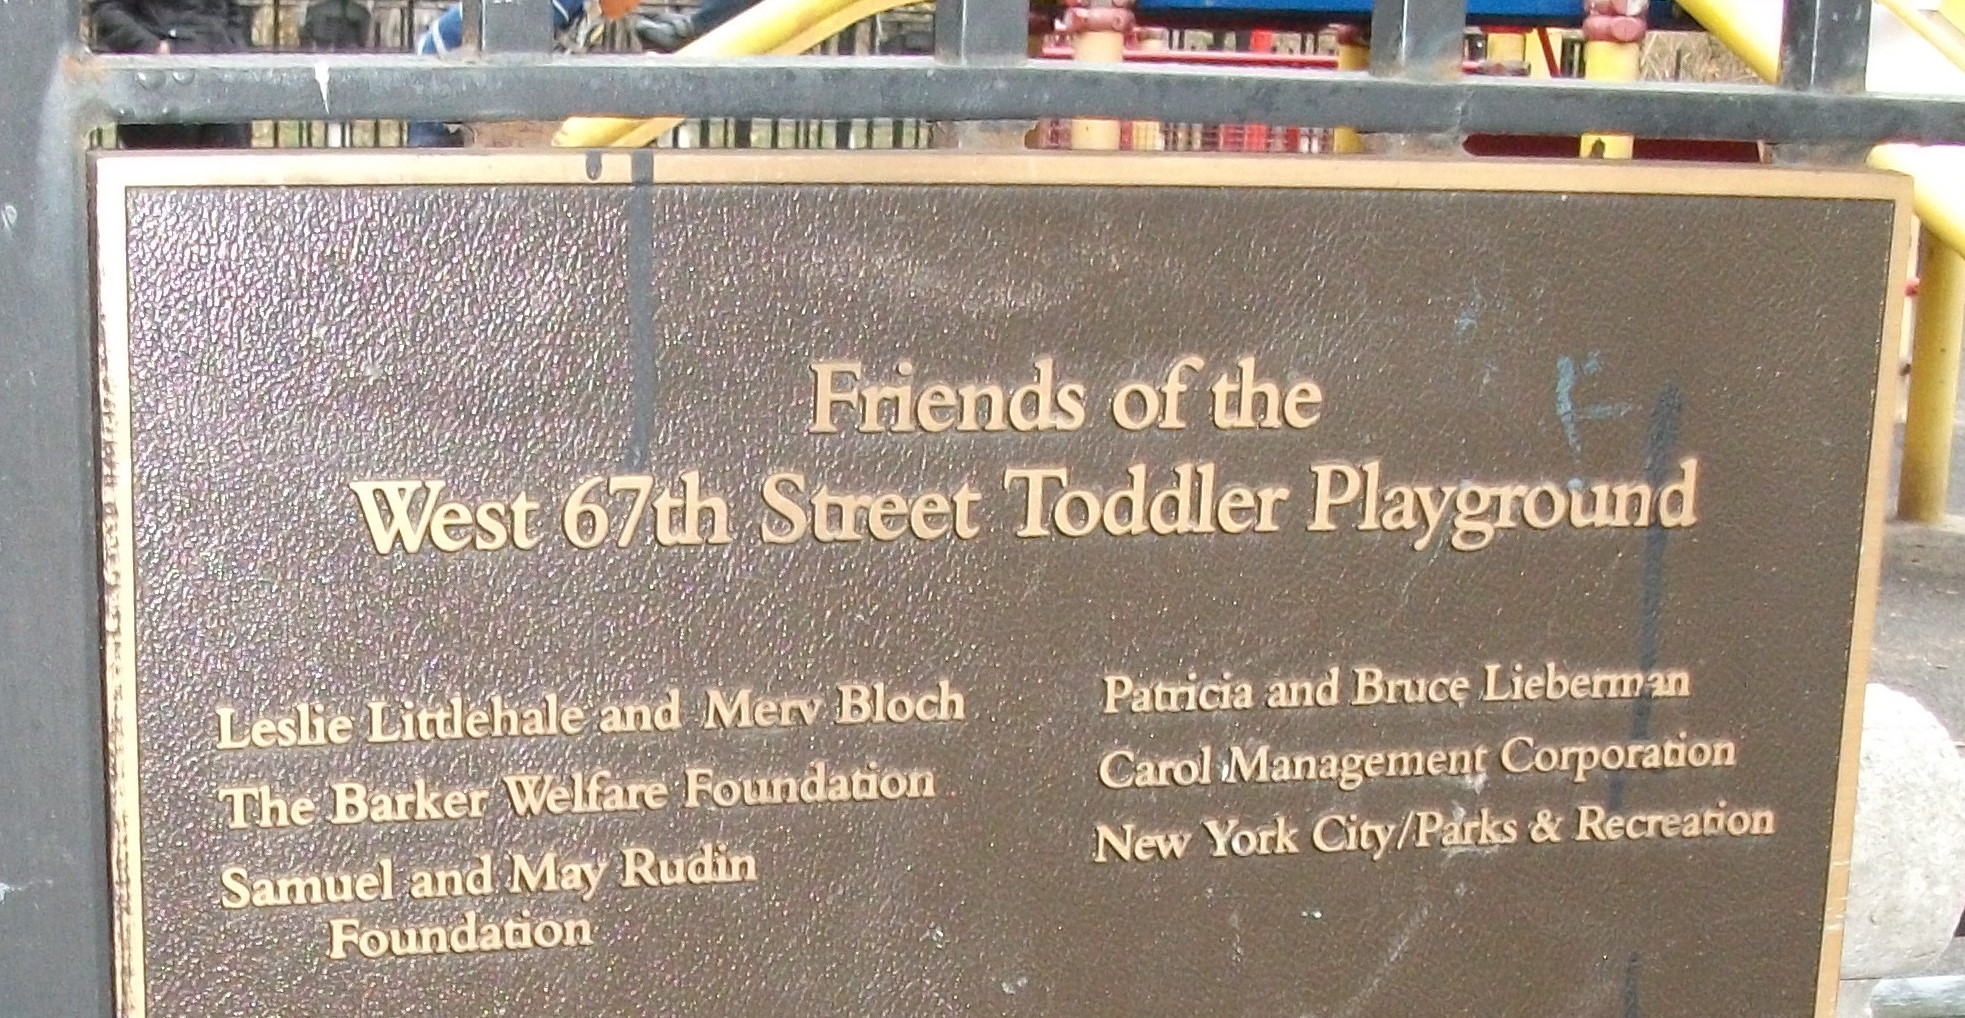 Friends of the
West 67th Street Toddler Playground
Leslie Littlehale and Merv Bloch
The Barker Welfare Foundation
Samuel and May Rudin
Foundation
Patricia and Bruce Lieberman
Carol Management Corporation
New York City/Parks & Recreation